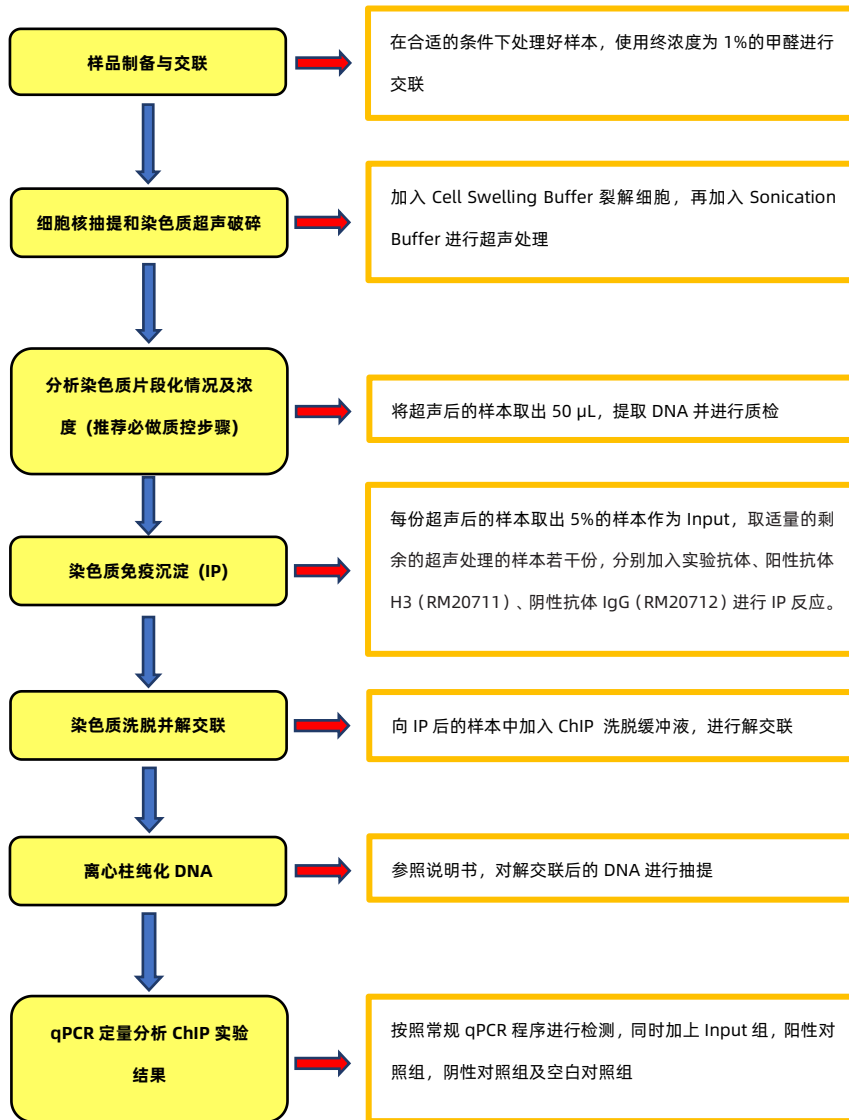 样品制备与交联
在合适的条件下处理好样本，使用终浓度为 1%的甲醛进行
交联
细胞核抽提和染色质超声破碎
加入 Cell Swelling Buffer 裂解细胞，再加入 Sonication
Buffer 进行超声处理
分析染色质片段化情况及浓
度 (推荐必做质控步骤)
将超声后的样本取出 50 µL，提取 DNA 并进行质检
染色质免疫沉淀 (IP)
每份超声后的样本取出 5%的样本作为 Input，取适量的剩
余的超声处理的样本若干份，分别加入实验抗体、阳性抗体
H3（RM20711）、阴性抗体 IgG（RM20712）进行 IP 反应。
染色质洗脱并解交联
向 IP 后的样本中加入 ChIP 洗脱缓冲液，进行解交联
离心柱纯化 DNA
参照说明书，对解交联后的 DNA 进行抽提
qPCR 定量分析 ChIP 实验
结果
按照常规 qPCR 程序进行检测，同时加上 Input 组，阳性对
照组，阴性对照组及空白对照组